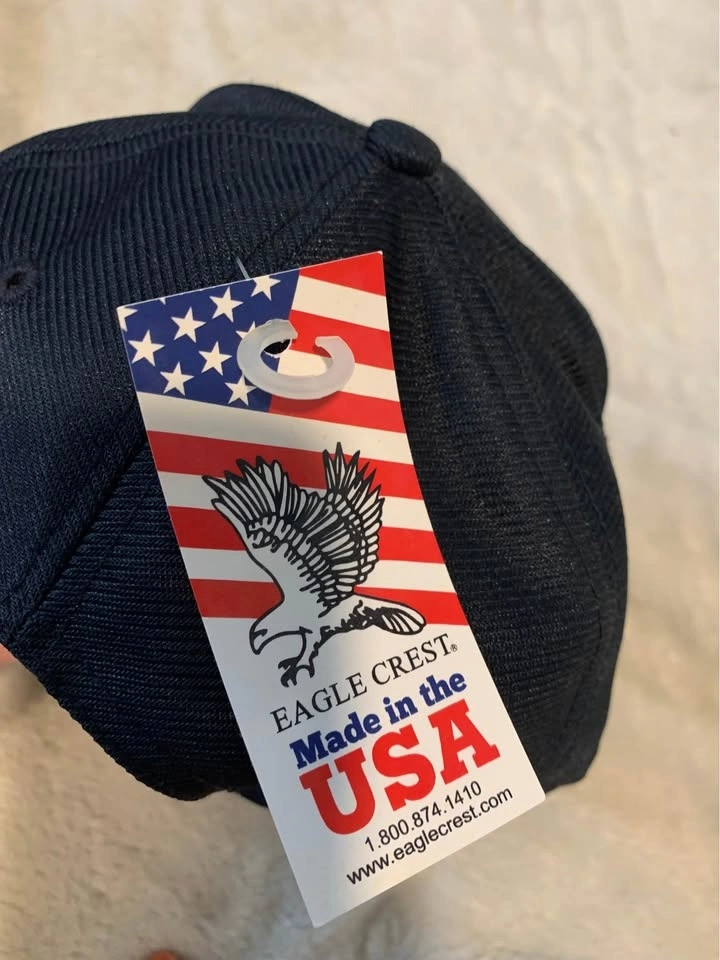 EAGLE CREST®
Made in the
USA
1.800.874.1410
www.eaglecrest.com